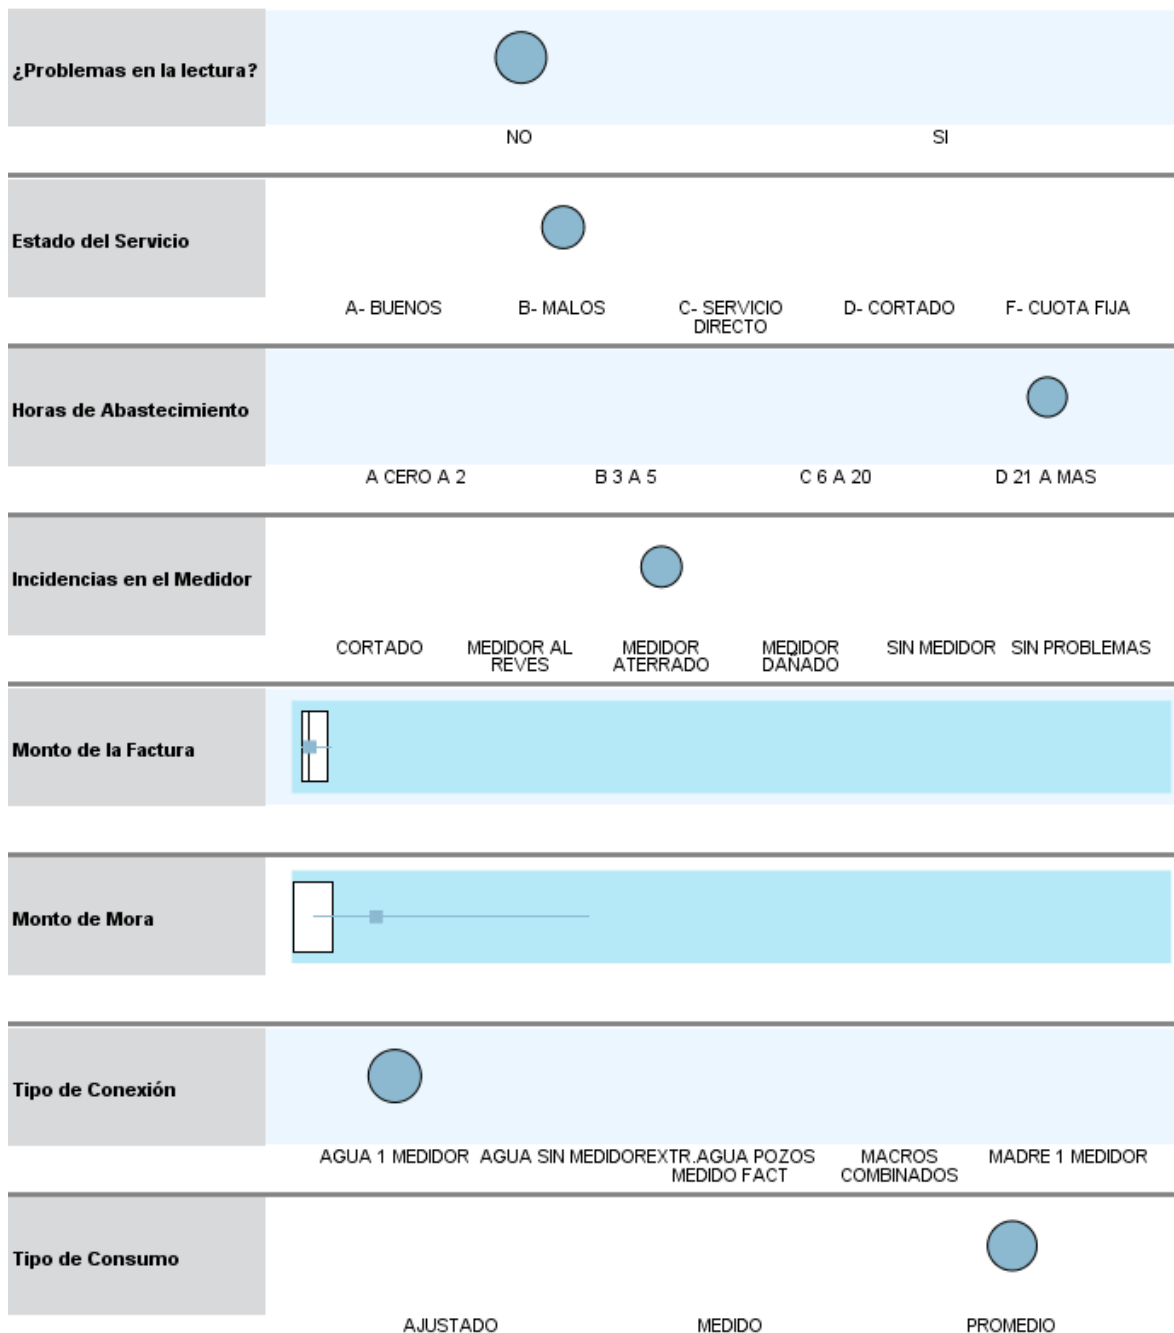 ¿Problemas en la lectura?
NO SI
Estado del Servicio
A- BUENOS B- MALOS C- SERVICIO D- CORTADO F- CUOTA FIJA
DIRECTO
Horas de Abastecimiento
A CERO A 2 B 3 A 5 C 6 A 20 D 21 A MAS
Incidencias en el Medidor
CORTADO MEDIDOR AL MEDIDOR MEDIDOR SIN MEDIDOR SIN PROBLEMAS
REVES ATERRADO DAÑADO
Monto de la Factura
Monto de Mora
Tipo de Conexión
AGUA 1 MEDIDOR AGUA SIN MEDIDOR EXTR.AGUA POZOS MACROS MADRE 1 MEDIDOR
MEDIDO FACT COMBINADOS
Tipo de Consumo
AJUSTADO MEDIDO PROMEDIO